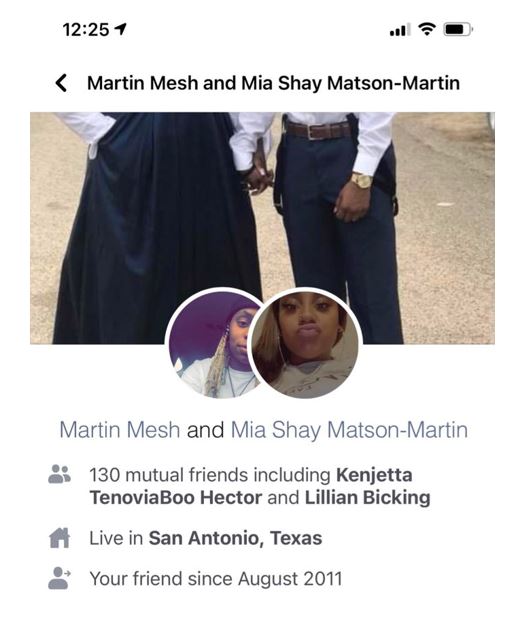 12:25
Martin Mesh and Mia Shay Matson-Martin
Martin Mesh and Mia Shay Matson-Martin
130 mutual friends including Kenjetta
TenoviaBoo Hector and Lillian Bicking
Live in San Antonio, Texas
Your friend since August 2011